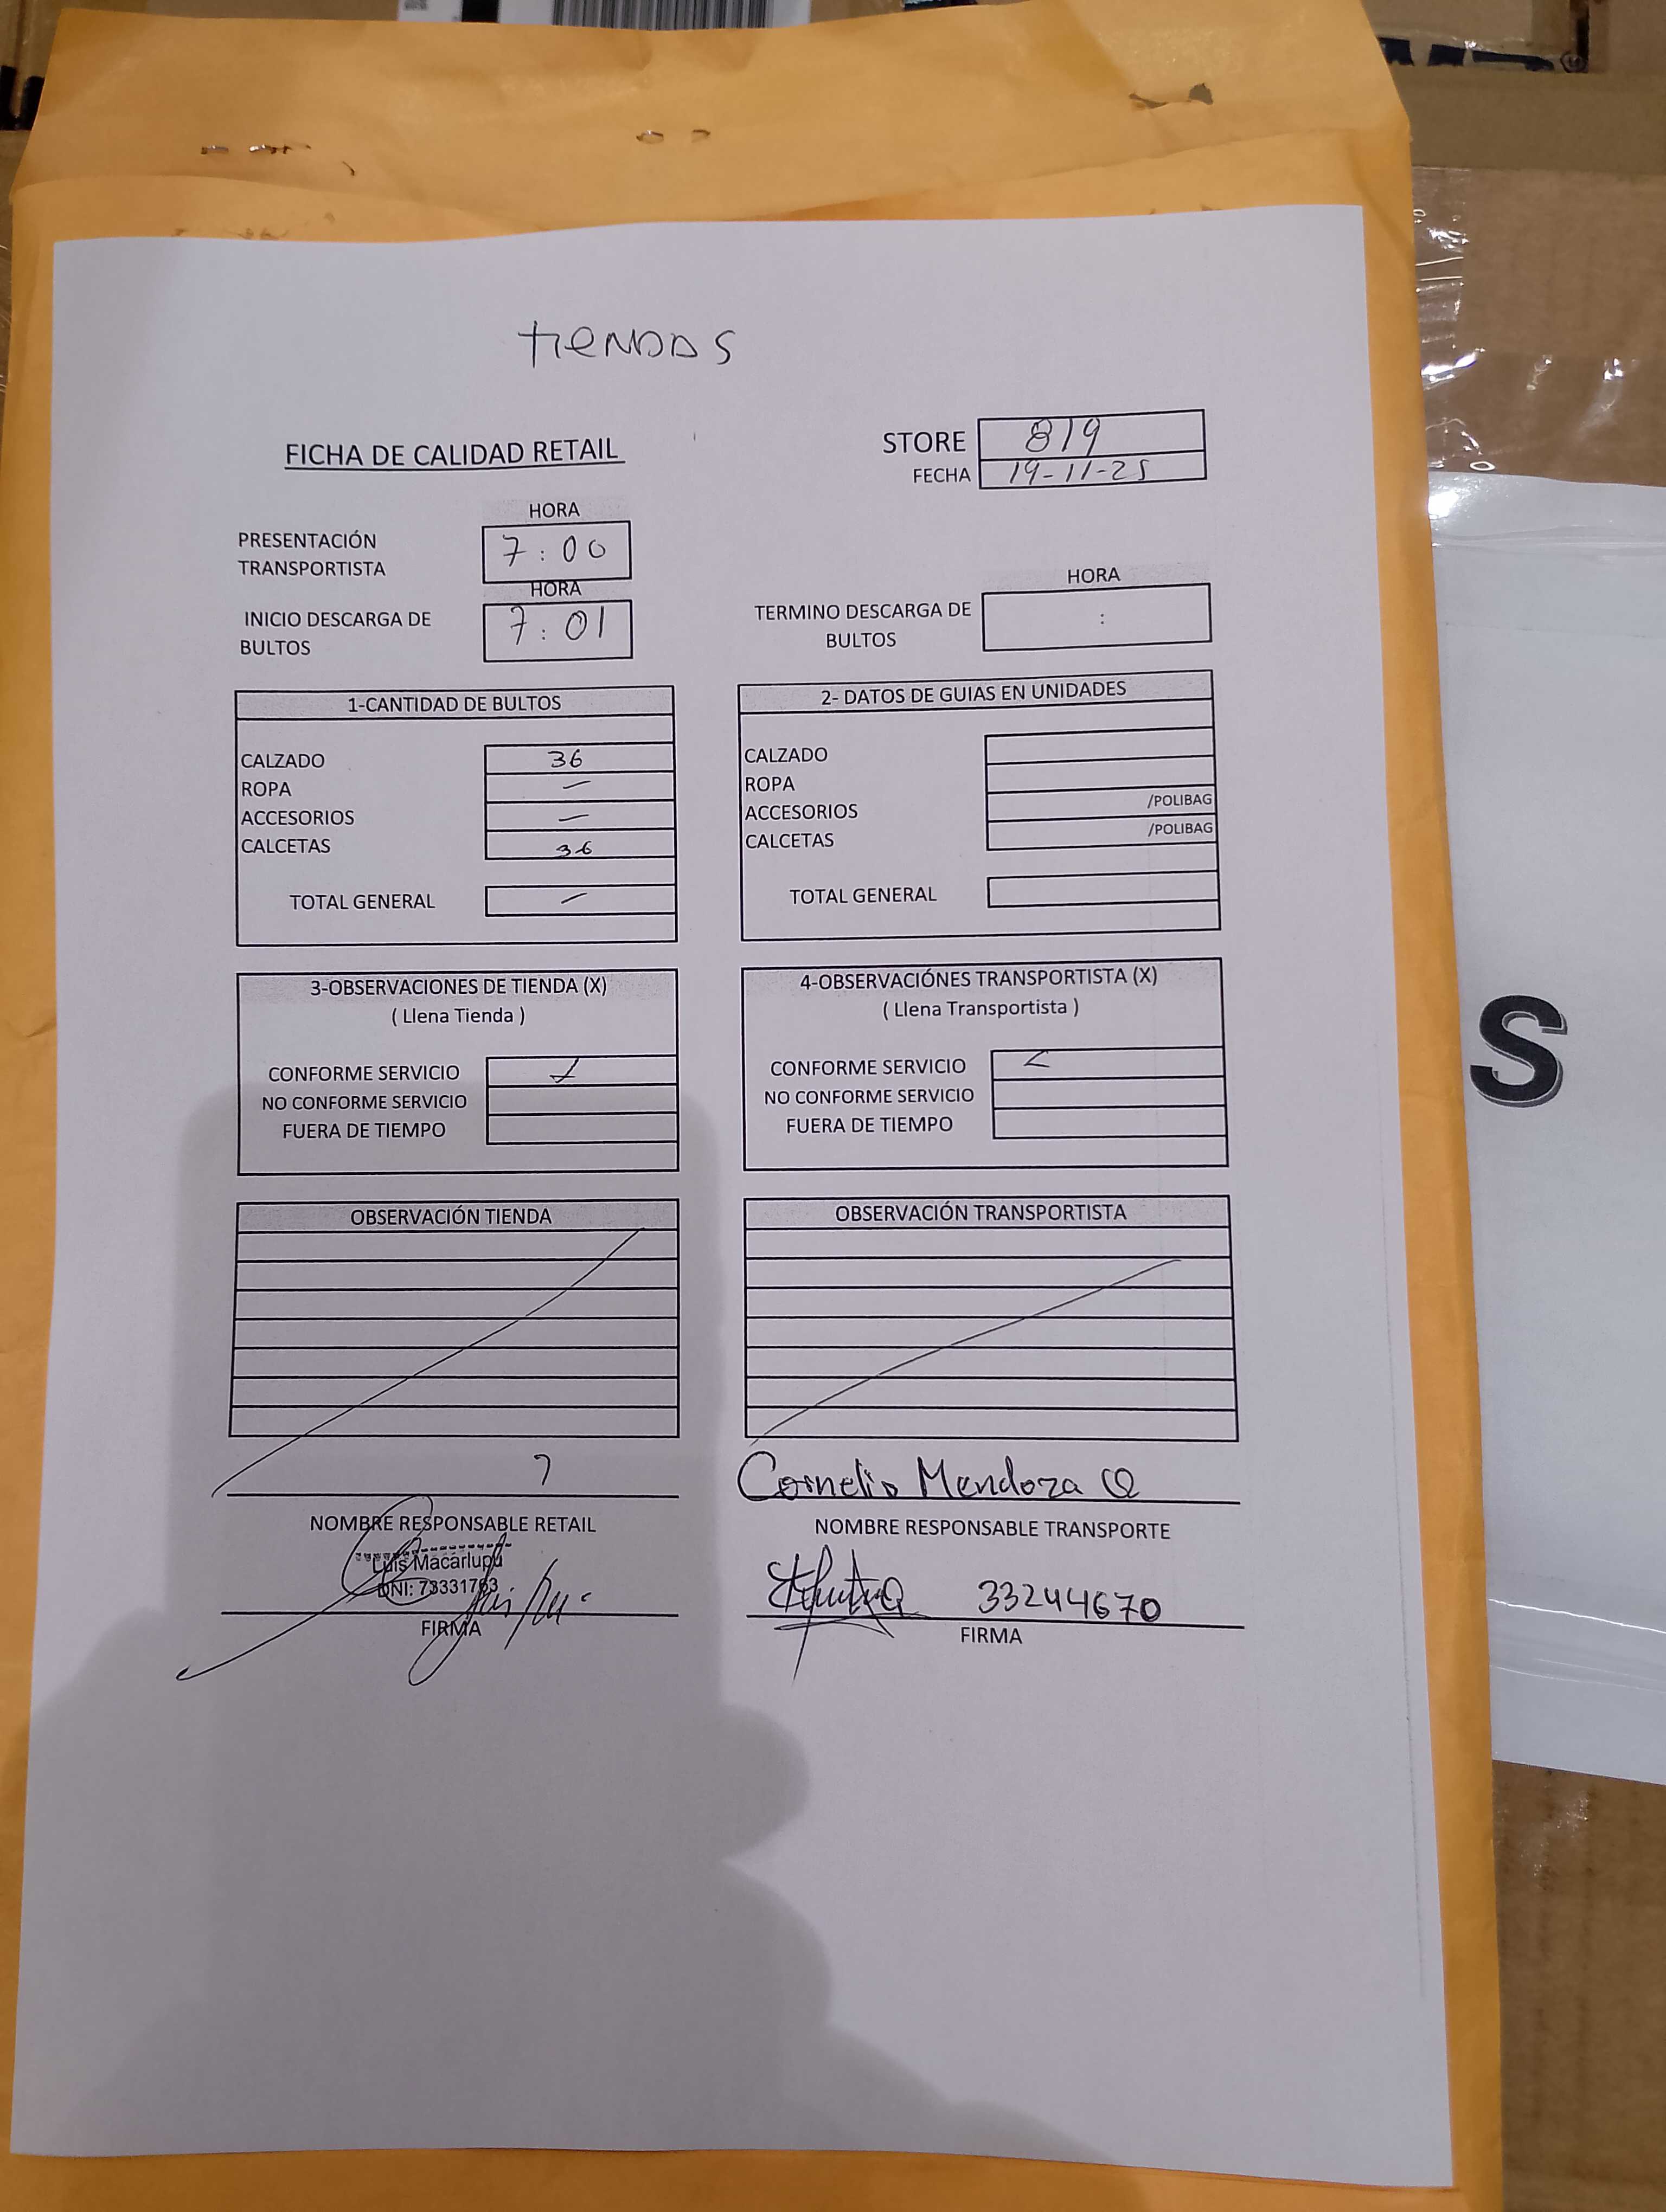 tiendas
FICHA DE CALIDAD RETAIL
STORE 819
FECHA 19-11-25
HORA
PRESENTACIÓN TRANSPORTISTA 7:00
HORA
INICIO DESCARGA DE BULTOS 7:01
HORA
TERMINO DESCARGA DE BULTOS :
1-CANTIDAD DE BULTOS
CALZADO 36
ROPA —
ACCESORIOS —
CALCETAS 36
TOTAL GENERAL —
2- DATOS DE GUIAS EN UNIDADES
CALZADO
ROPA
ACCESORIOS /POLIBAG
CALCETAS /POLIBAG
TOTAL GENERAL
3-OBSERVACIONES DE TIENDA (X)
( Llena Tienda )
CONFORME SERVICIO
NO CONFORME SERVICIO
FUERA DE TIEMPO
4-OBSERVACIÓNES TRANSPORTISTA (X)
( Llena Transportista )
CONFORME SERVICIO
NO CONFORME SERVICIO
FUERA DE TIEMPO
OBSERVACIÓN TIENDA
OBSERVACIÓN TRANSPORTISTA
NOMBRE RESPONSABLE RETAIL
Luis Macarlupú
DNI: 73331763
FIRMA
Cornelio Mendoza Q
NOMBRE RESPONSABLE TRANSPORTE
33244670
FIRMA
S